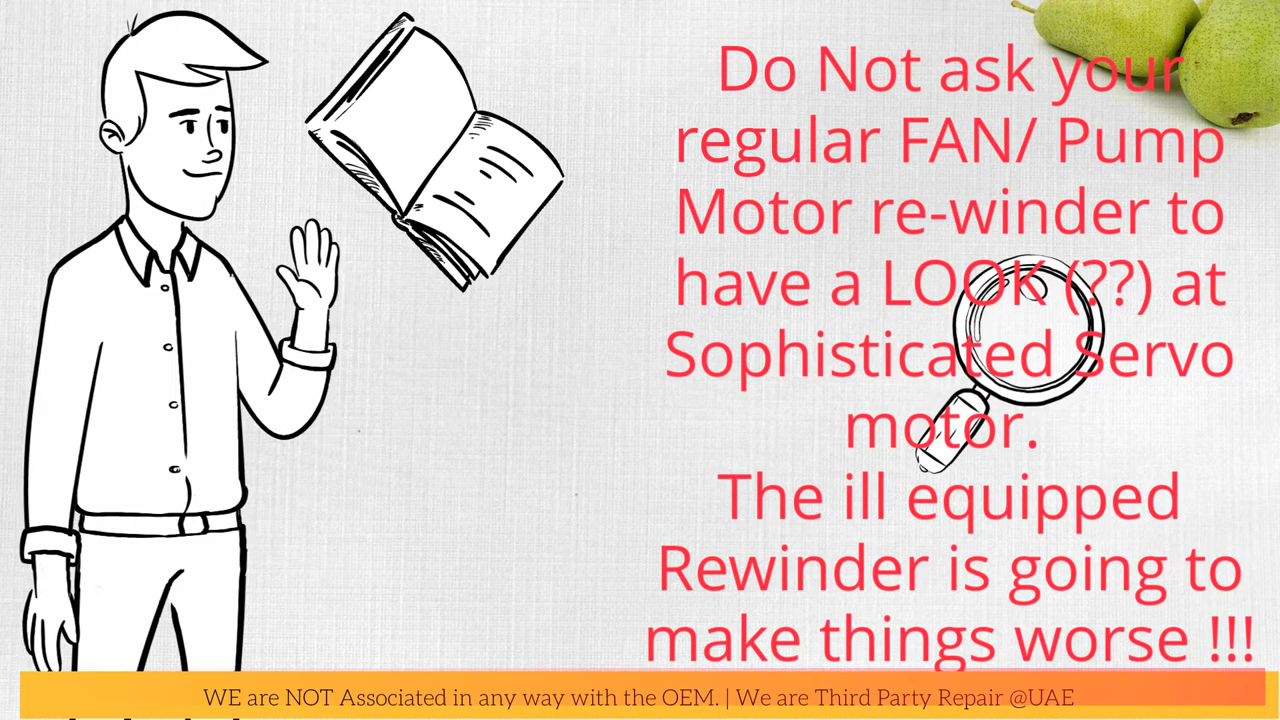 Do Not ask your
regular FAN/ Pump
Motor re-winder to
have a LOOK (??) at
Sophisticated Servo
motor.
The ill equipped
Rewinder is going to
make things worse !!!
WE are NOT Associated in any way with the OEM. | We are Third Party Repair @UAE